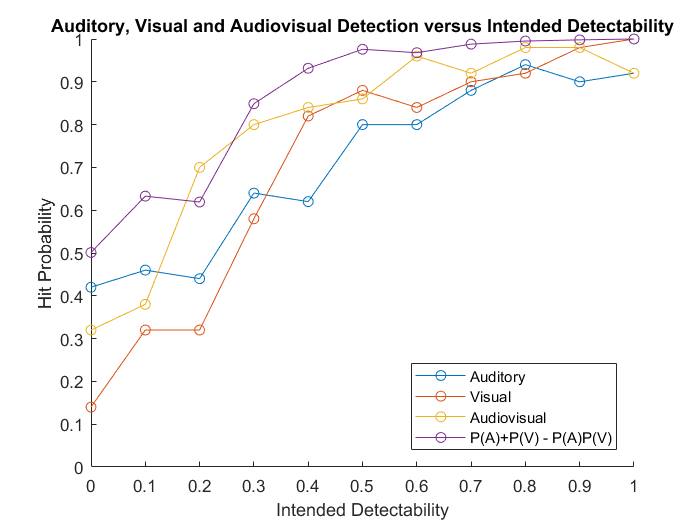 Auditory, Visual and Audiovisual Detection versus Intended Detectability
1
0.9
0.8
0.7
0.6
0.5
0.4
0.3
0.2
0.1
0
Hit Probability
Auditory
Visual
Audiovisual
P(A)+P(V) - P(A)P(V)
0 0.1 0.2 0.3 0.4 0.5 0.6 0.7 0.8 0.9 1
Intended Detectability